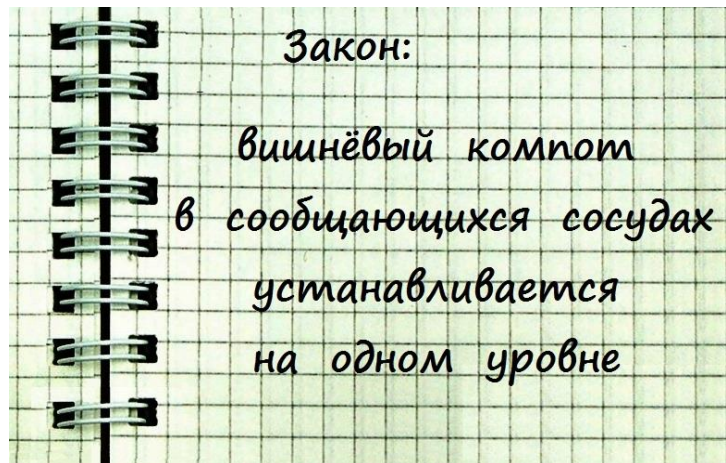 Закон:
вишнёвый компот
в сообщающихся сосудах
устанавливается
на одном уровне